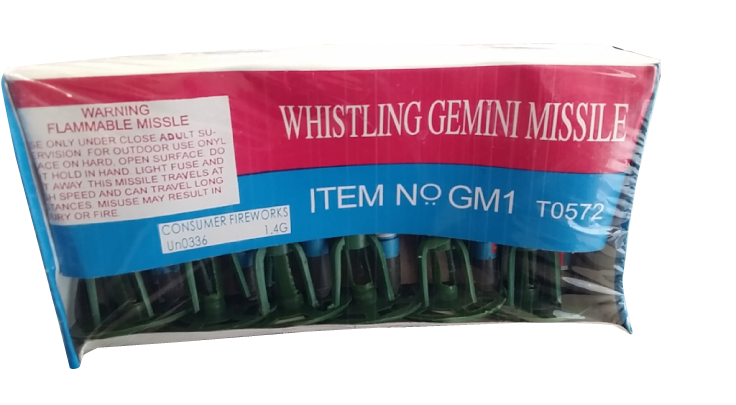 WARNING
FLAMMABLE MISSLE
SE ONLY UNDER CLOSE ADULT SU-
RVISION FOR OUTDOOR USE ONYL
ACE ON HARD, OPEN SURFACE DO
T HOLD IN HAND. LIGHT FUSE AND
T AWAY THIS MISSILE TRAVELS AT
H SPEED AND CAN TRAVEL LONG
TANCES. MISUSE MAY RESULT IN
URY OR FIRE
WHISTLING GEMINI MISSILE
ITEM NO GM1 T0572
CONSUMER FIREWORKS
Un0336 1.4G